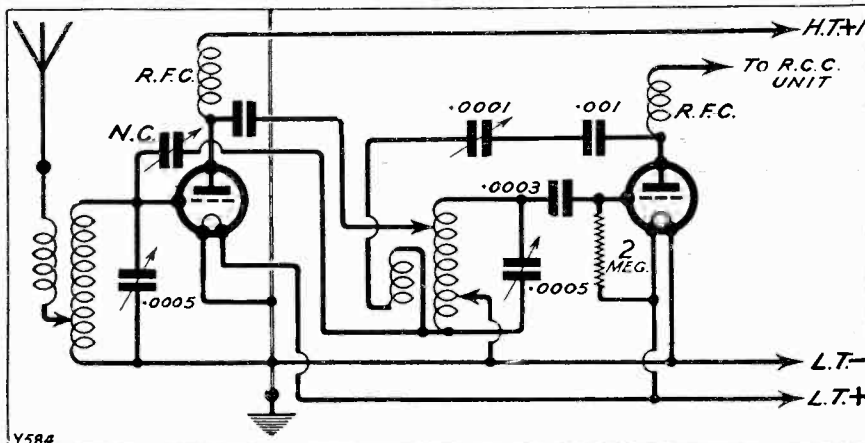 H.T.+1
R.F.C.
TO R.C.C.
UNIT
R.F.C.
.0001
.001
N.C.
.0003
2
MEG.
.0005
.0005
L.T.-
L.T.+
Y584